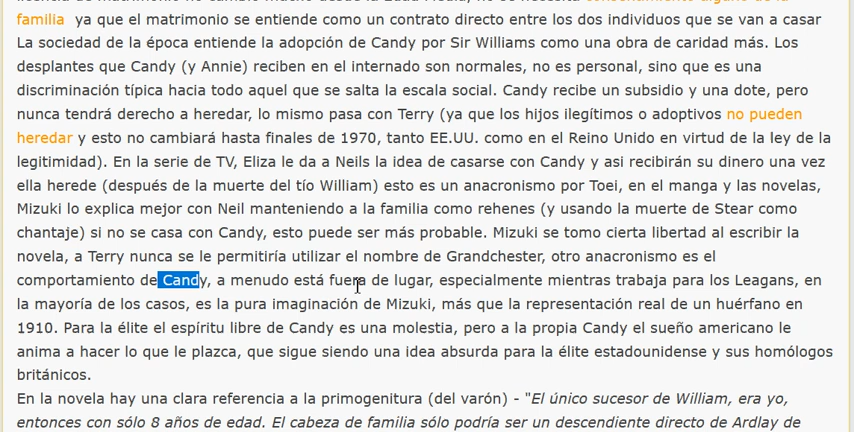 consentimiento alguno de la
familia ya que el matrimonio se entiende como un contrato directo entre los dos individuos que se van a casar
La sociedad de la época entiende la adopción de Candy por Sir Williams como una obra de caridad más. Los
desplantes que Candy (y Annie) reciben en el internado son normales, no es personal, sino que es una
discriminación típica hacia todo aquel que se salta la escala social. Candy recibe un subsidio y una dote, pero
nunca tendrá derecho a heredar, lo mismo pasa con Terry (ya que los hijos ilegítimos o adoptivos no pueden
heredar y esto no cambiará hasta finales de 1970, tanto EE.UU. como en el Reino Unido en virtud de la ley de la
legitimidad). En la serie de TV, Eliza le da a Neils la idea de casarse con Candy y asi recibirán su dinero una vez
ella herede (después de la muerte del tío William) esto es un anacronismo por Toei, en el manga y las novelas,
Mizuki lo explica mejor con Neil manteniendo a la familia como rehenes (y usando la muerte de Stear como
chantaje) si no se casa con Candy, esto puede ser más probable. Mizuki se tomo cierta libertad al escribir la
novela, a Terry nunca se le permitiría utilizar el nombre de Grandchester, otro anacronismo es el
comportamiento de Candy, a menudo está fuera de lugar, especialmente mientras trabaja para los Leagans, en
la mayoría de los casos, es la pura imaginación de Mizuki, más que la representación real de un huérfano en
1910. Para la élite el espíritu libre de Candy es una molestia, pero a la propia Candy el sueño americano le
anima a hacer lo que le plazca, que sigue siendo una idea absurda para la élite estadounidense y sus homólogos
británicos.
En la novela hay una clara referencia a la primogenitura (del varón) - "El único sucesor de William, era yo,
entonces con sólo 8 años de edad. El cabeza de familia sólo podría ser un descendiente directo de Ardlay de